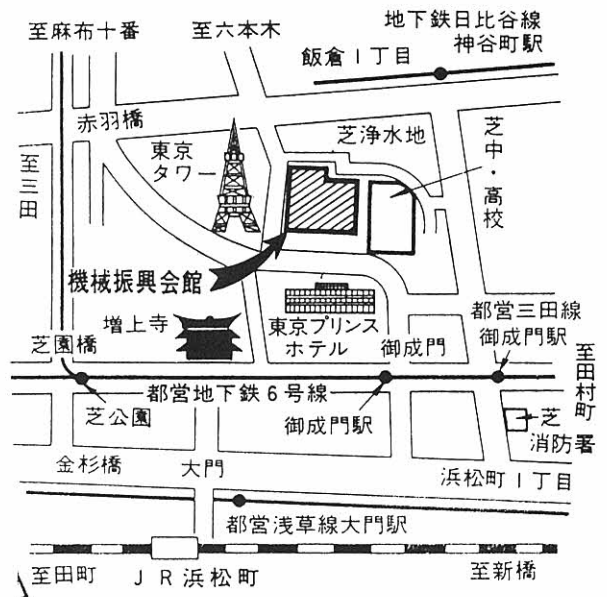 地下鉄日比谷線
神谷町駅
至麻布十番
至六本木
飯倉1丁目
赤羽橋
芝浄水地
東京
タワー
芝中・高校
至三田
機械振興会館
都営三田線
御成門駅
増上寺
東京プリンス
ホテル
御成門
芝園橋
至田村町
都営地下鉄6号線
芝公園
御成門駅
芝
消防署
金杉橋
大門
浜松町1丁目
都営浅草線大門駅
至田町
JR浜松町
至新橋